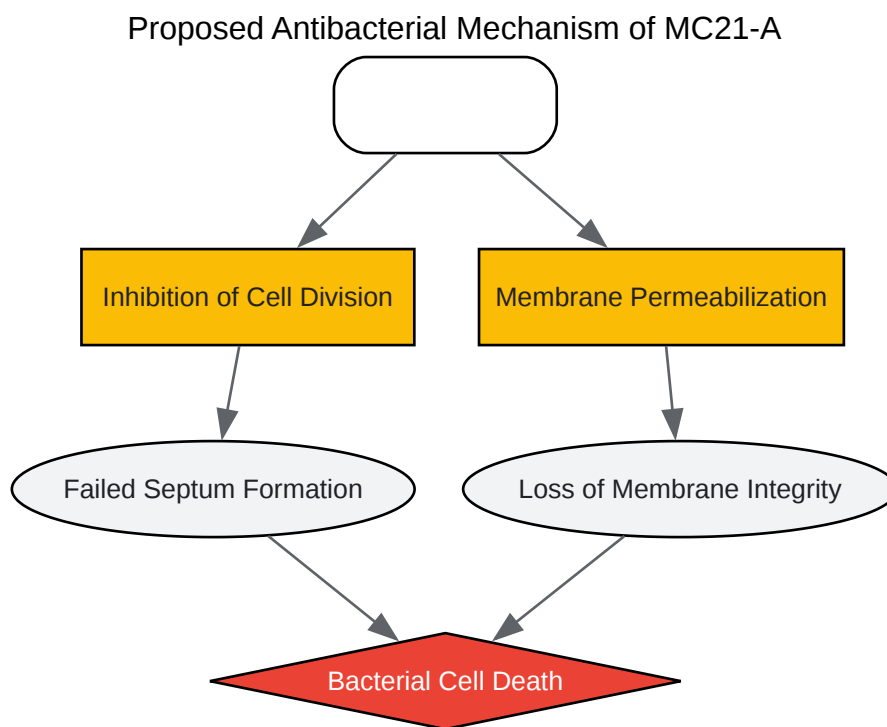 Proposed Antibacterial Mechanism of MC21-A
Inhibition of Cell Division
Membrane Permeabilization
Failed Septum Formation
Loss of Membrane Integrity
Bacterial Cell Death